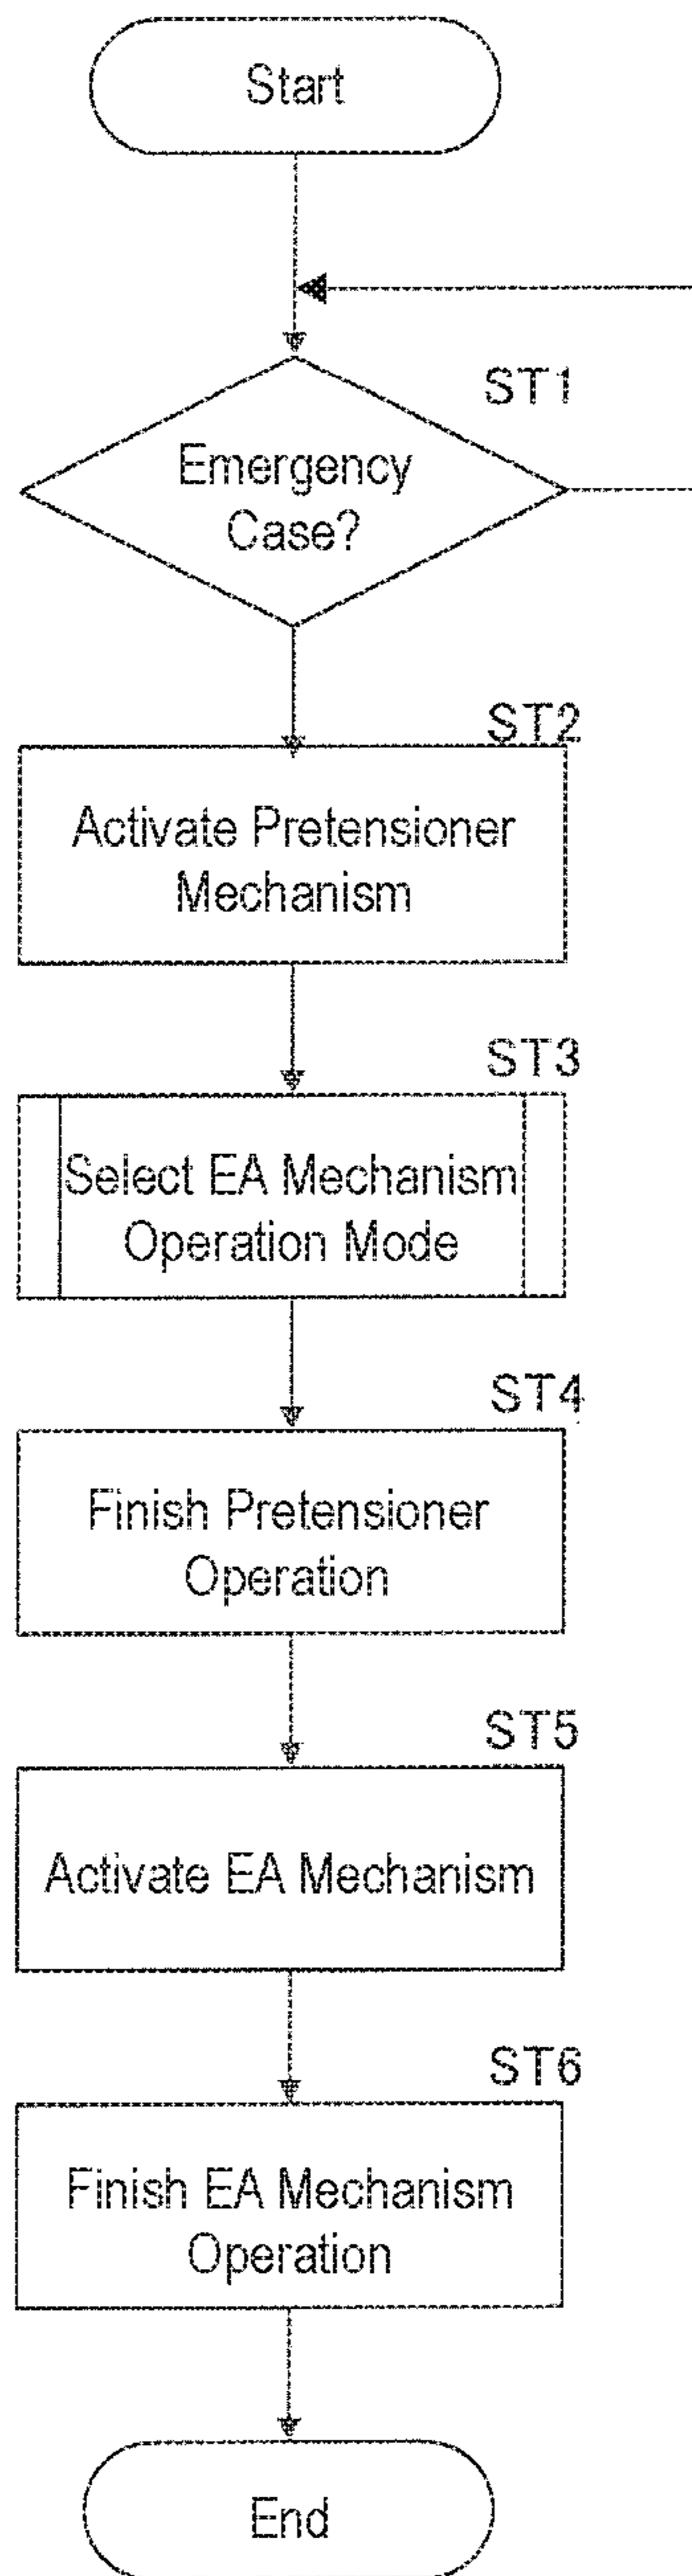 Start
ST1
Emergency
Case?
ST2
Activate Pretensioner
Mechanism
ST3
Select EA Mechanism
Operation Mode
ST4
Finish Pretensioner
Operation
ST5
Activate EA Mechanism
ST6
Finish EA Mechanism
Operation
End